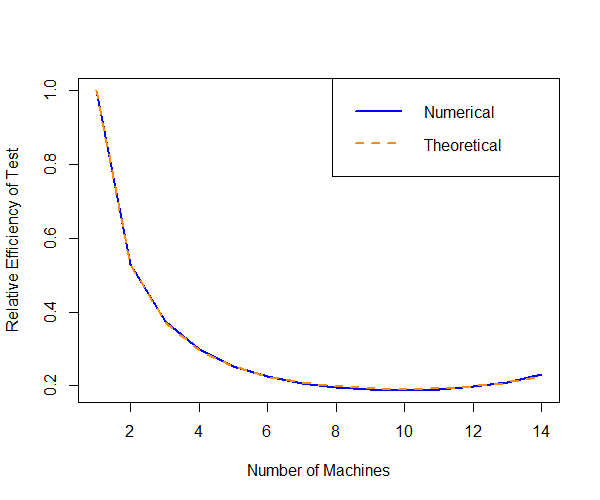 Numerical
Theoretical
Relative Efficiency of Test
1.0
0.8
0.6
0.4
0.2
2 4 6 8 10 12 14
Number of Machines